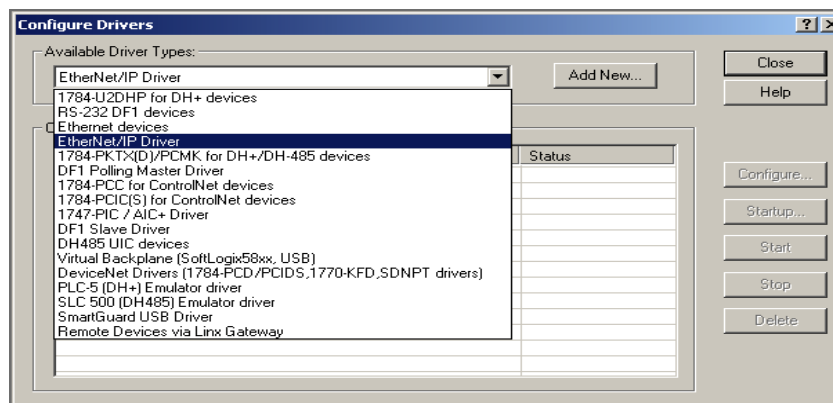 Configure Drivers
Available Driver Types:
EtherNet/IP Driver
Add New...
Close
Help
1784-U2DHP for DH+ devices
RS-232 DF1 devices
Ethernet devices
EtherNet/IP Driver
1784-PKTX(D)/PCMK for DH+/DH-485 devices
Status
DF1 Polling Master Driver
1784-PCC for ControlNet devices
1784-PCIC(S) for ControlNet devices
1747-PIC / AIC+ Driver
DF1 Slave Driver
DH485 UIC devices
Virtual Backplane (SoftLogix58xx, USB)
DeviceNet Drivers (1784-PCD/PCIDS,1770-KFD,SDNPT drivers)
PLC-5 (DH+) Emulator driver
SLC 500 (DH485) Emulator driver
SmartGuard USB Driver
Remote Devices via Linx Gateway
Configure...
Startup...
Start
Stop
Delete